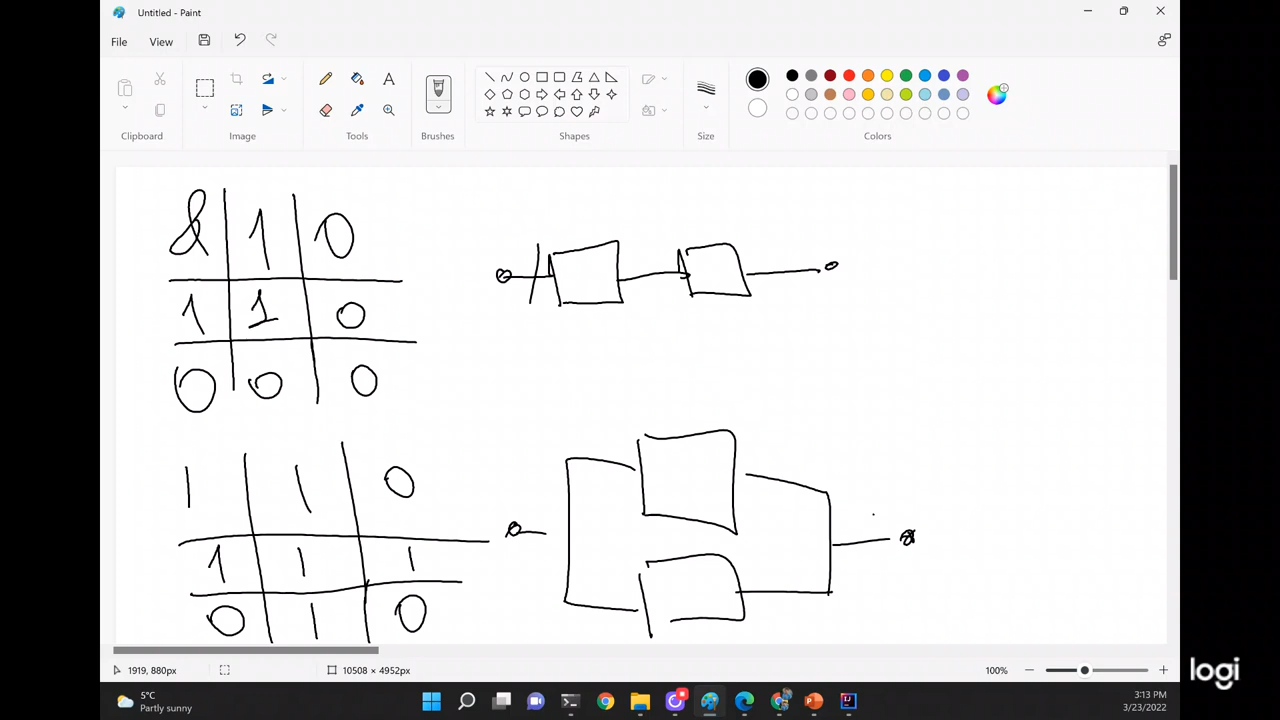 Untitled - Paint
File View
Clipboard Image Tools Brushes Shapes Size Colors
& 1 0
1 1 0
0 0 0
| 1 0
1 1 1
0 1 0
1919, 880px 10508 × 4952px 100%
logi
5°C
Partly sunny
3:13 PM
3/23/2022